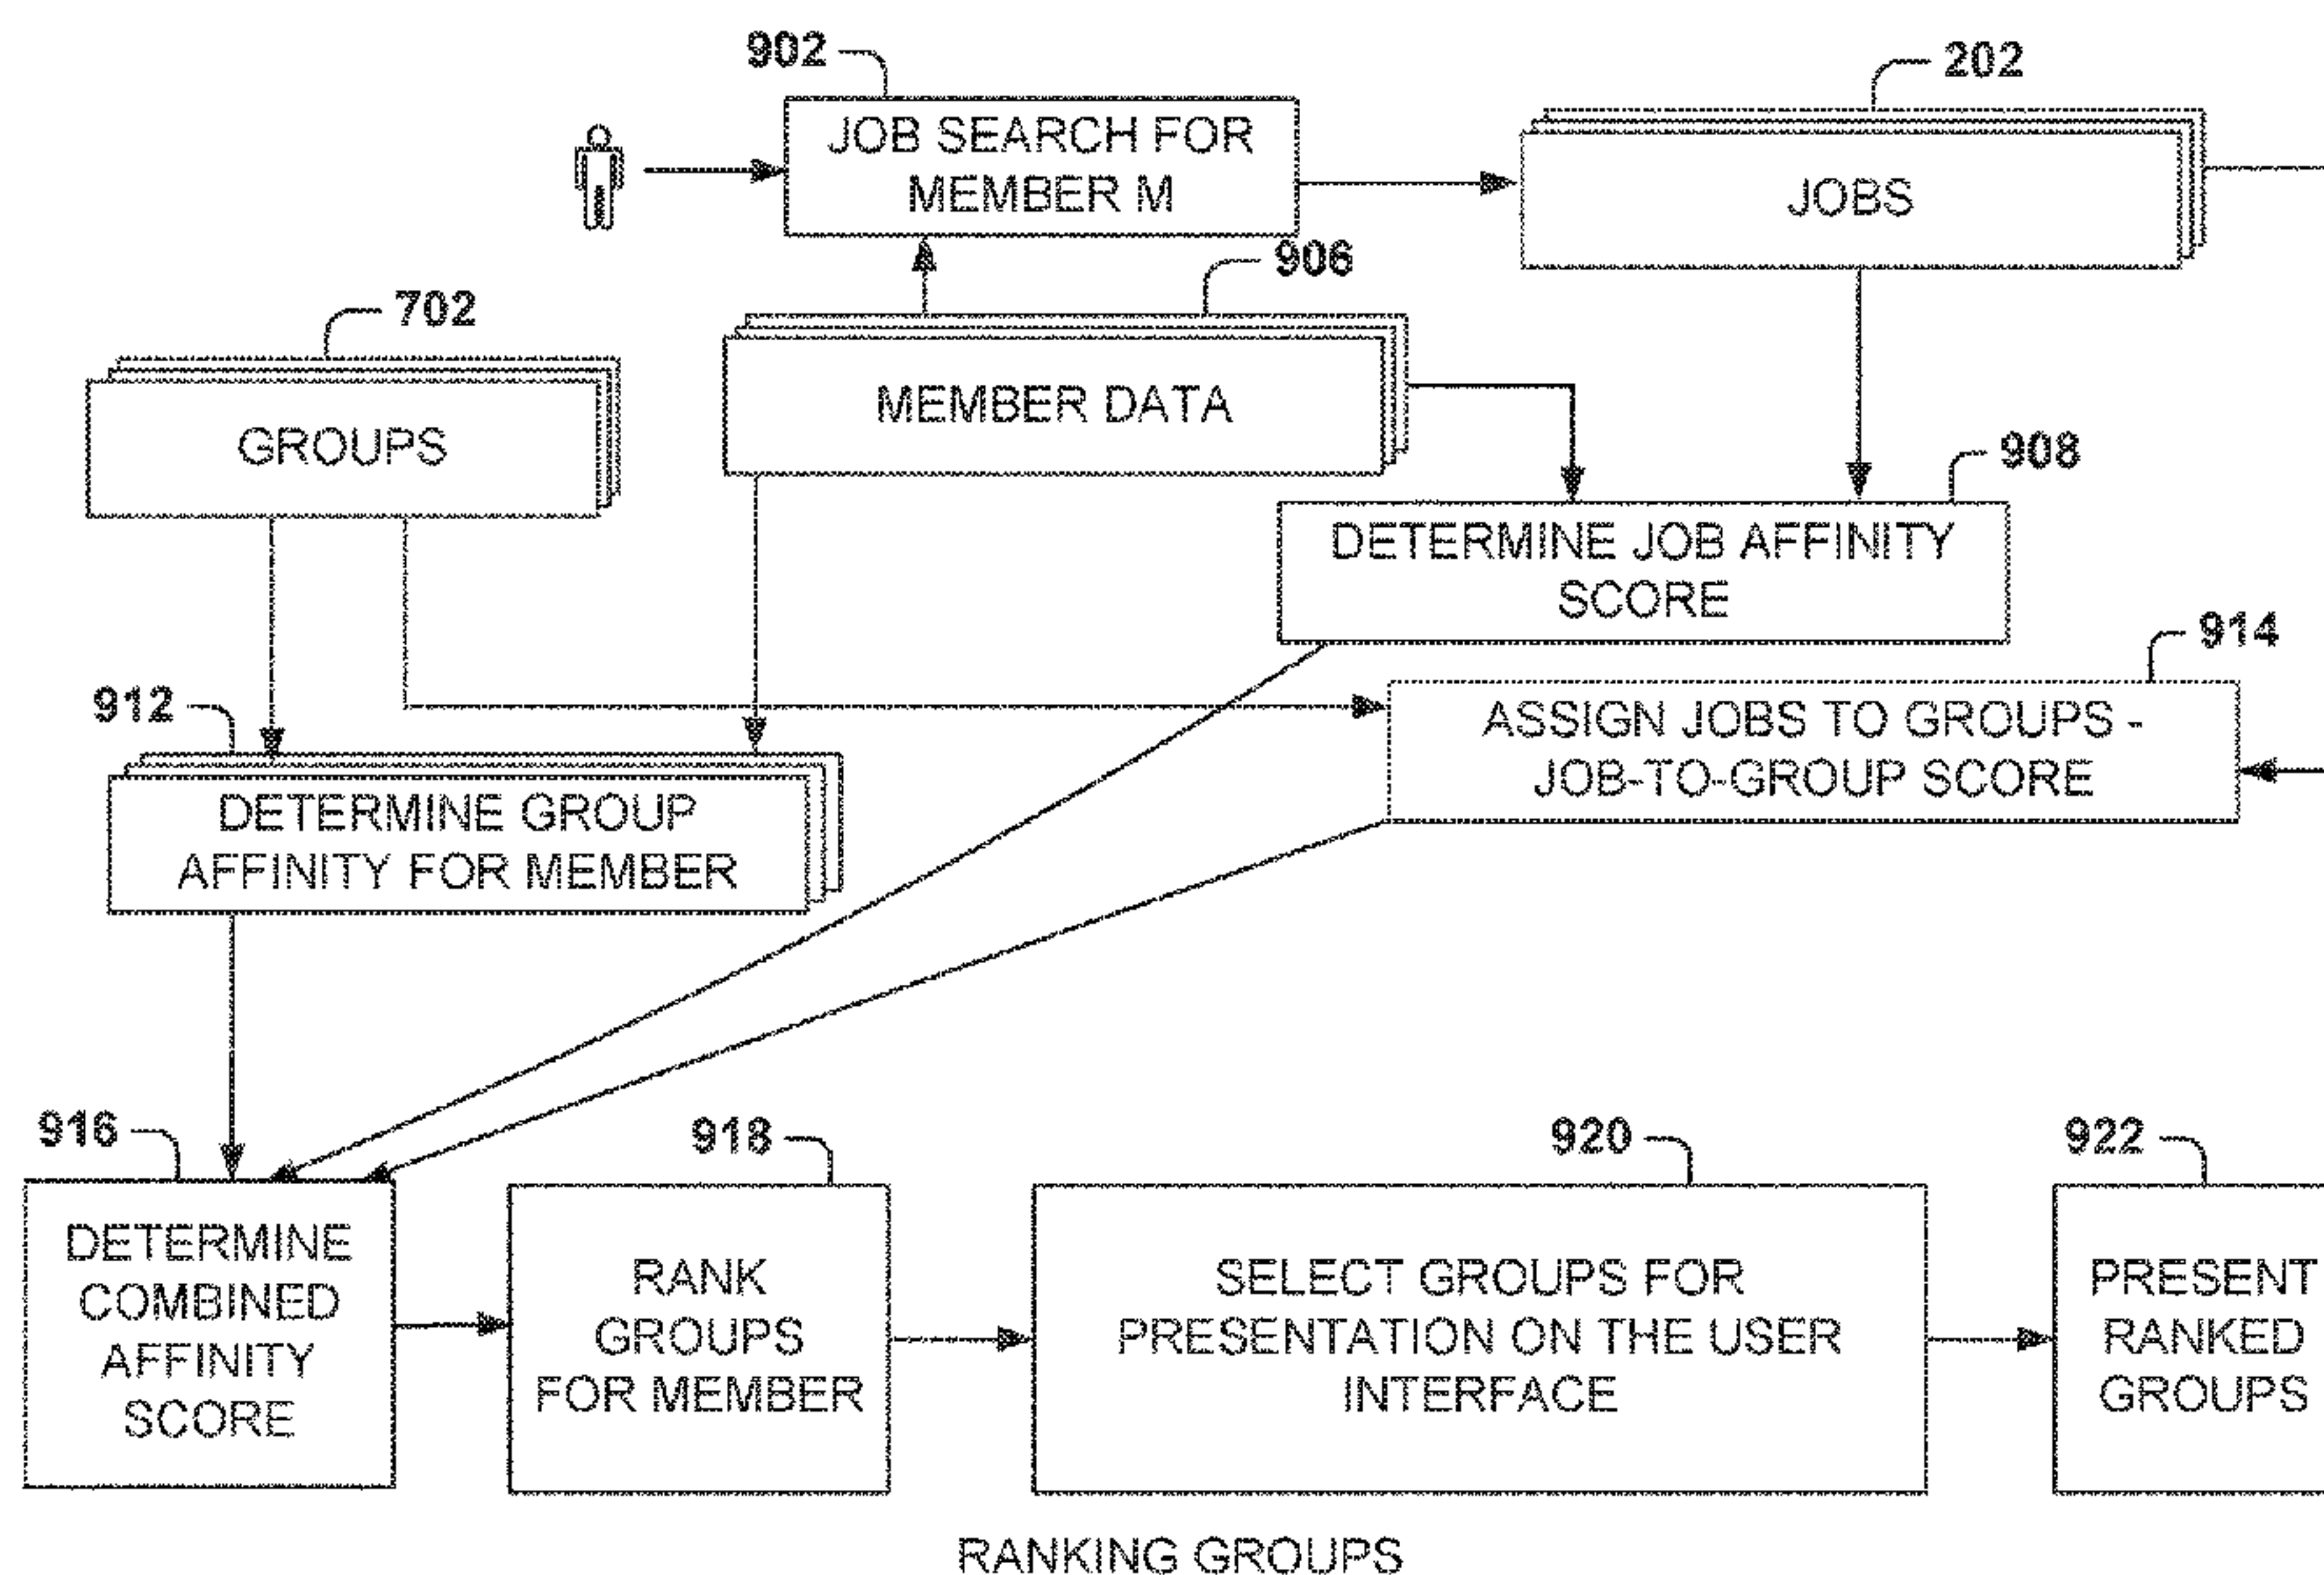 902
202
JOB SEARCH FOR
MEMBER M
JOBS
906
702
MEMBER DATA
GROUPS
908
DETERMINE JOB AFFINITY
SCORE
914
912
ASSIGN JOBS TO GROUPS -
JOB-TO-GROUP SCORE
DETERMINE GROUP
AFFINITY FOR MEMBER
916
918
920
922
DETERMINE
COMBINED
AFFINITY
SCORE
RANK
GROUPS
FOR MEMBER
SELECT GROUPS FOR
PRESENTATION ON THE USER
INTERFACE
PRESENT
RANKED
GROUPS
RANKING GROUPS